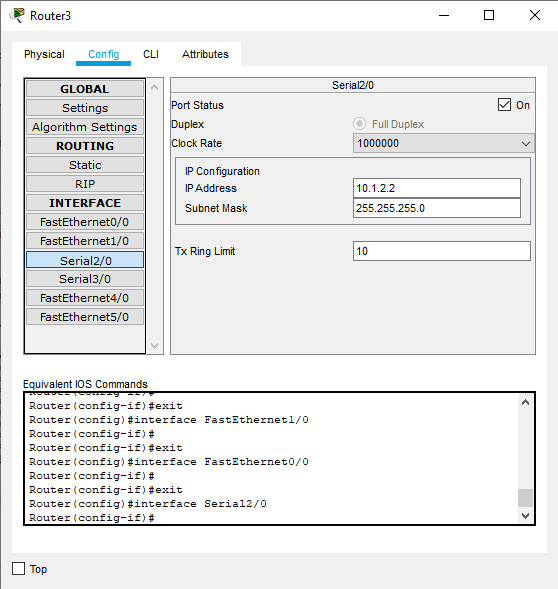 Router3
Physical Config CLI Attributes
GLOBAL
Settings
Algorithm Settings
ROUTING
Static
RIP
INTERFACE
FastEthernet0/0
FastEthernet1/0
Serial2/0
Serial3/0
FastEthernet4/0
FastEthernet5/0
Serial2/0
Port Status On
Duplex Full Duplex
Clock Rate 1000000
IP Configuration
IP Address 10.1.2.2
Subnet Mask 255.255.255.0
Tx Ring Limit 10
Equivalent IOS Commands
Router(config-if)#exit
Router(config)#interface FastEthernet1/0
Router(config-if)#
Router(config-if)#exit
Router(config)#interface FastEthernet0/0
Router(config-if)#
Router(config-if)#exit
Router(config)#interface Serial2/0
Router(config-if)#
Top